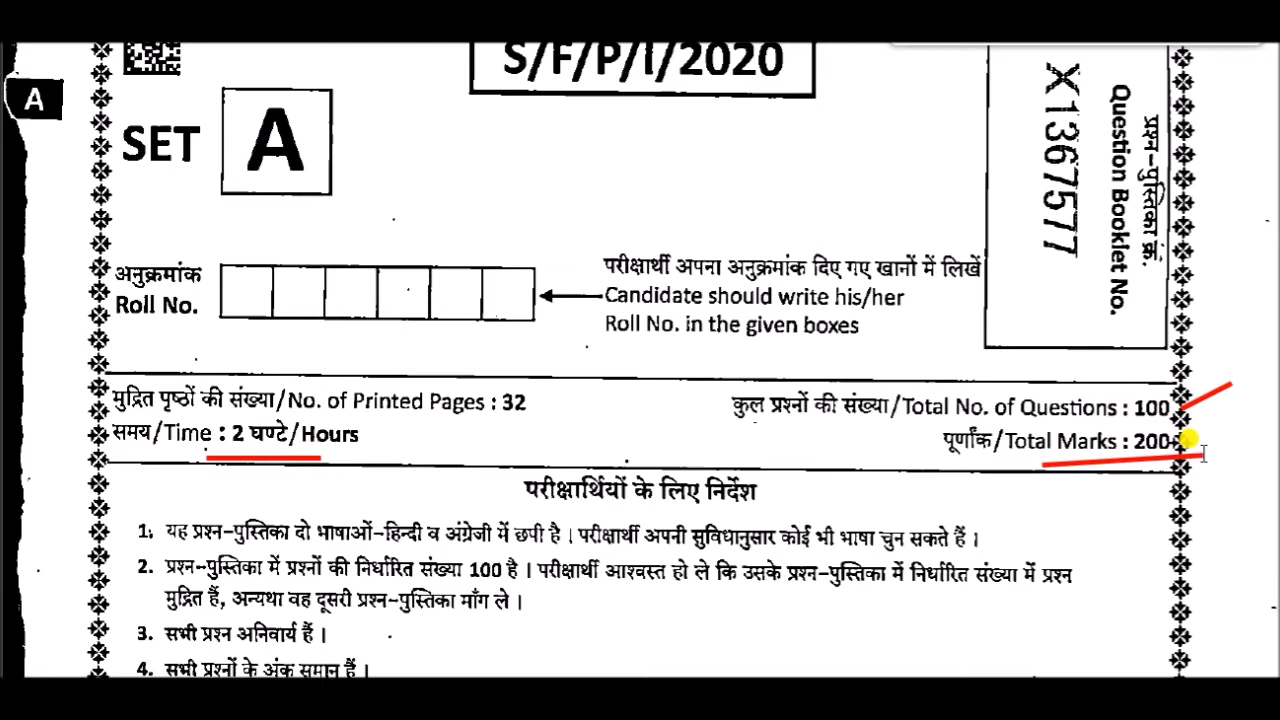 A
S/F/P/I/2020
SET A
X1367577
प्रश्न-पुस्तिका क्रं.
Question Booklet No.
अनुक्रमांक
Roll No.
परीक्षार्थी अपना अनुक्रमांक दिए गए खानों में लिखें
Candidate should write his/her
Roll No. in the given boxes
मुद्रित पृष्ठों की संख्या/No. of Printed Pages : 32
समय/Time : 2 घण्टे/Hours
कुल प्रश्नों की संख्या/Total No. of Questions : 100
पूर्णांक/Total Marks : 200
परीक्षार्थियों के लिए निर्देश
1. यह प्रश्न-पुस्तिका दो भाषाओं-हिन्दी व अंग्रेजी में छपी है। परीक्षार्थी अपनी सुविधानुसार कोई भी भाषा चुन सकते हैं।
2. प्रश्न-पुस्तिका में प्रश्नों की निर्धारित संख्या 100 है। परीक्षार्थी आश्वस्त हो ले कि उसके प्रश्न-पुस्तिका में निर्धारित संख्या में प्रश्न
मुद्रित हैं, अन्यथा वह दूसरी प्रश्न-पुस्तिका माँग ले।
3. सभी प्रश्न अनिवार्य हैं।
4. सभी प्रश्नों के अंक समान हैं।